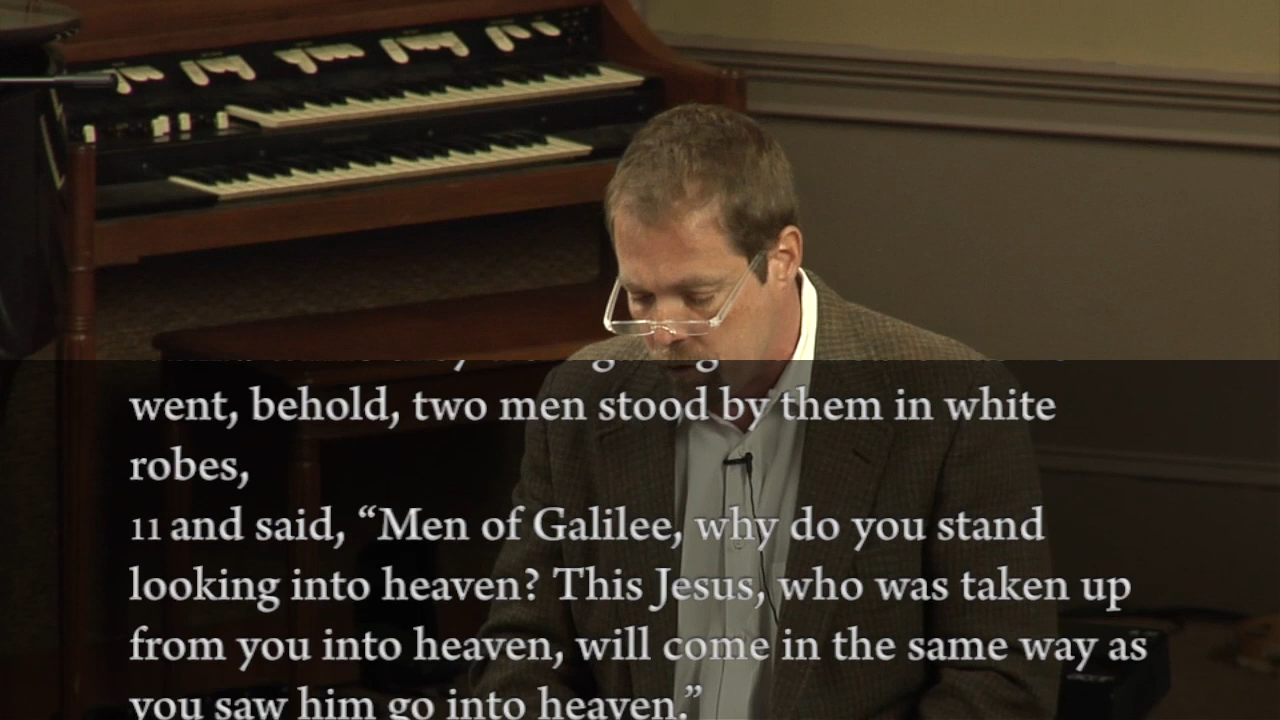 went, behold, two men stood by them in white
robes,
11 and said, “Men of Galilee, why do you stand
looking into heaven? This Jesus, who was taken up
from you into heaven, will come in the same way as
you saw him go into heaven.”